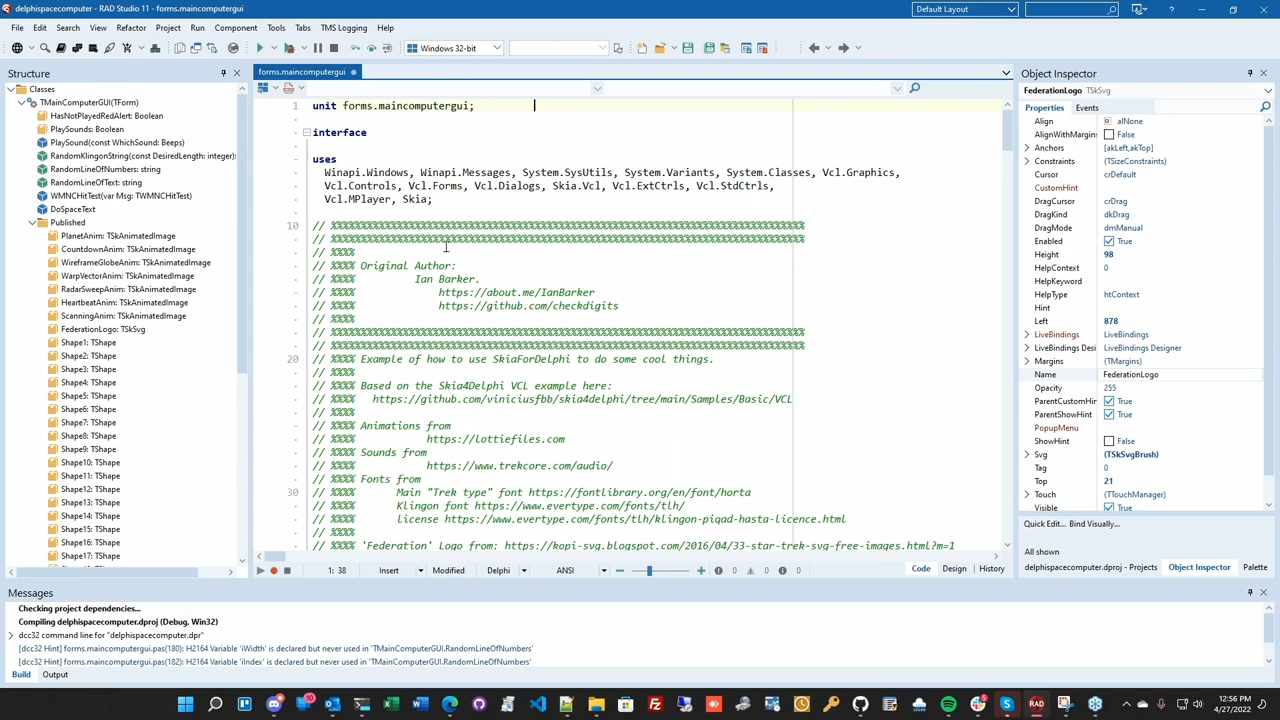 delphispacecomputer - RAD Studio 11 - forms.maincomputergui
Default Layout
File Edit Search View Refactor Project Run Component Tools Tabs TMS Help
Windows 32-bit
Structure
Classes
TMainComputerGUI(TForm)
HasNotPlayedRedAlert: Boolean
PlaySounds: Boolean
PlaySound(const WhichSound: Beeps)
RandomKlingonString(const DesiredLength: integer):
RandomLineOfNumbers: string
RandomLineOfText: string
WMNCHitTest(var Msg: TWMNCHitTest)
DoSpaceText
Published
PlanetAnim: TSkAnimatedImage
CountdownAnim: TSkAnimatedImage
WireframeGlobeAnim: TSkAnimatedImage
WarpVectorAnim: TSkAnimatedImage
RadarSweepAnim: TSkAnimatedImage
HeartbeatAnim: TSkAnimatedImage
ScanningAnim: TSkAnimatedImage
FederationLogo: TSkSvg
Shape1: TShape
Shape2: TShape
Shape3: TShape
Shape4: TShape
Shape5: TShape
Shape6: TShape
Shape7: TShape
Shape8: TShape
Shape9: TShape
Shape10: TShape
Shape11: TShape
Shape12: TShape
Shape13: TShape
Shape14: TShape
Shape15: TShape
Shape16: TShape
Shape17: TShape
forms.maincomputergui
1 unit forms.maincomputergui;
interface
uses
Winapi.Windows, Winapi.Messages, System.SysUtils, System.Variants, System.Classes, Vcl.Graphics,
Vcl.Controls, Vcl.Forms, Vcl.Dialogs, Skia.Vcl, Vcl.ExtCtrls, Vcl.StdCtrls,
Vcl.MPlayer, Skia;
10 // %%%%%%%%%%%%%%%%%%%%%%%%%%%%%%%%%%%%%%%%%%%%%%%%%%%%%%%%%%%%%%%%%%%%%%%%%%%%%%%
// %%%%%%%%%%%%%%%%%%%%%%%%%%%%%%%%%%%%%%%%%%%%%%%%%%%%%%%%%%%%%%%%%%%%%%%%%%%%%%%
// %%%%
// %%%% Original Author:
// %%%% Ian Barker.
// %%%% https://about.me/IanBarker
// %%%% https://github.com/checkdigits
// %%%%
// %%%%%%%%%%%%%%%%%%%%%%%%%%%%%%%%%%%%%%%%%%%%%%%%%%%%%%%%%%%%%%%%%%%%%%%%%%%%%%%
// %%%%%%%%%%%%%%%%%%%%%%%%%%%%%%%%%%%%%%%%%%%%%%%%%%%%%%%%%%%%%%%%%%%%%%%%%%%%%%%
20 // %%%% Example of how to use SkiaForDelphi to do some cool things.
// %%%%
// %%%% Based on the Skia4Delphi VCL example here:
// %%%% https://github.com/viniciusfbb/skia4delphi/tree/main/Samples/Basic/VCL
// %%%%
// %%%% Animations from
// %%%% https://lottiefiles.com
// %%%% Sounds from
// %%%% https://www.trekcore.com/audio/
// %%%% Fonts from
30 // %%%% Main "Trek type" font https://fontlibrary.org/en/font/horta
// %%%% Klingon font https://www.evertype.com/fonts/tlh/
// %%%% license https://www.evertype.com/fonts/tlh/klingon-piqad-hasta-licence.html
// %%%%
// %%%% 'Federation' Logo from: https://kopi-svg.blogspot.com/2016/04/33-star-trek-svg-free-images.html?m=1
1: 38 Insert Modified Delphi ANSI 0 0 0 Code Design History
Object Inspector
FederationLogo TSkSvg
Properties Events
Align alNone
AlignWithMargins False
Anchors [akLeft,akTop]
Constraints (TSizeConstraints)
Cursor crDefault
CustomHint
DragCursor crDrag
DragKind dkDrag
DragMode dmManual
Enabled True
Height 98
HelpContext 0
HelpKeyword
HelpType htContext
Hint
Left 878
LiveBindings LiveBindings
LiveBindings Desi LiveBindings Designer
Margins (TMargins)
Name FederationLogo
Opacity 255
ParentCustomHin True
ParentShowHint True
PopupMenu
ShowHint False
Svg (TSkSvgBrush)
Tag 0
Top 21
Touch (TTouchManager)
Visible True
Quick Edit... Bind Visually...
All shown
delphispacecomputer.dproj - Projects Object Inspector Palette
Messages
Checking project dependencies...
Compiling delphispacecomputer.dproj (Debug, Win32)
dcc32 command line for "delphispacecomputer.dpr"
[dcc32 Hint] forms.maincomputergui.pas(180): H2164 Variable 'iWidth' is declared but never used in 'TMainComputerGUI.RandomLineOfNumbers'
[dcc32 Hint] forms.maincomputergui.pas(182): H2164 Variable 'iIndex' is declared but never used in 'TMainComputerGUI.RandomLineOfText'
Build Output
12:56 PM
4/27/2022